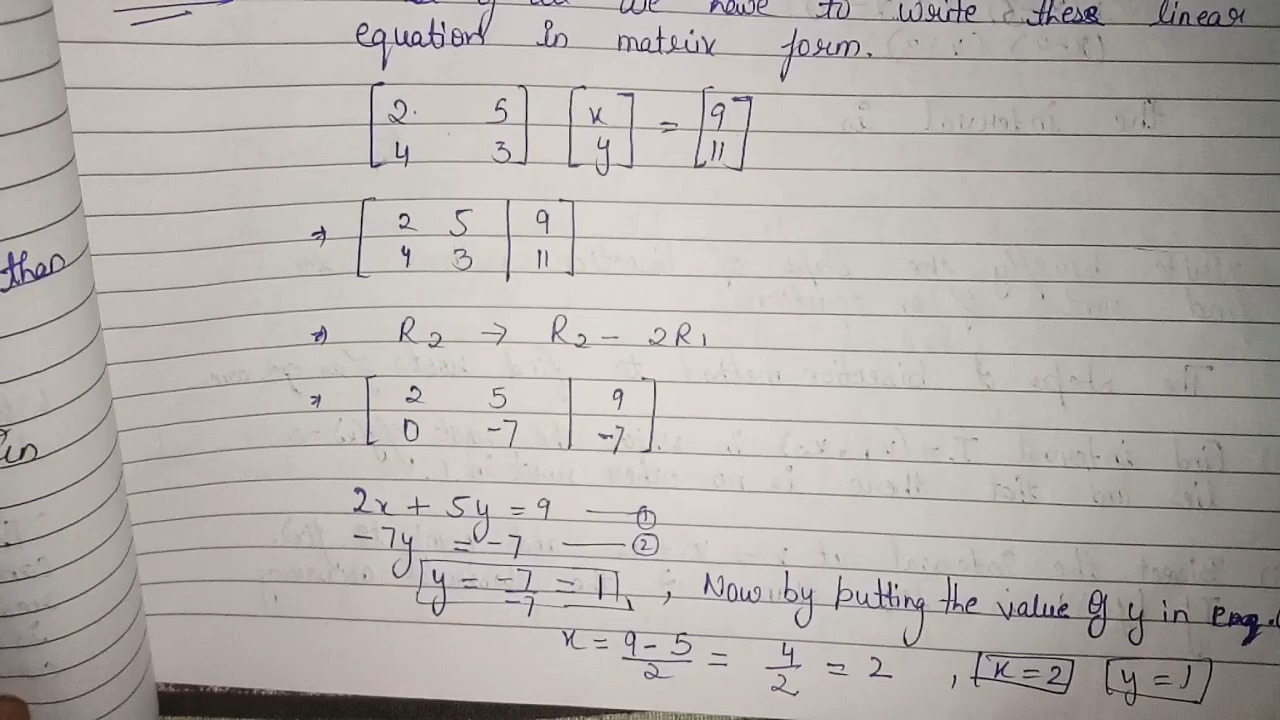 we have to write these linear
equations in matrix form.
[2 5 [x = [9
4 3] y] 11]
⇒ [2 5 | 9
4 3 | 11]
⇒ R2 → R2 - 2R1
⇒ [2 5 | 9
0 -7 | -7]
2x + 5y = 9 — ①
-7y = -7 — ②
y = -7/-7 = 1, ; Now by putting the value of y in
x = 9-5/2 = 4/2 = 2 , x=2 y=1
then
in